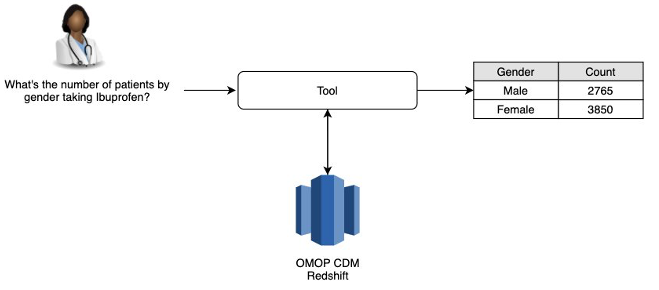 What's the number of patients by
gender taking Ibuprofen?
Tool
Gender Count
Male 2765
Female 3850
OMOP CDM
Redshift